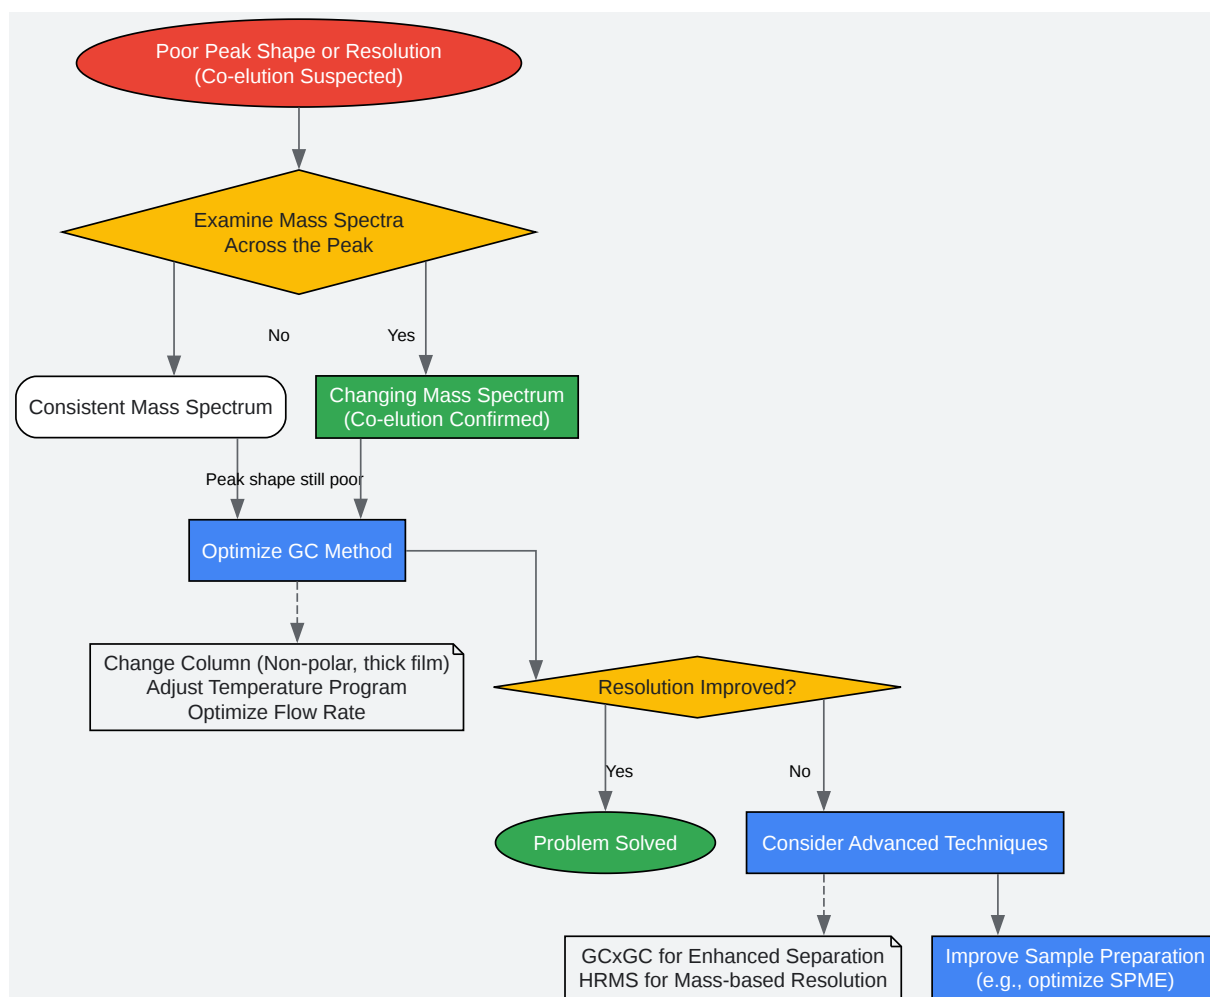 Poor Peak Shape or Resolution
(Co-elution Suspected)
Examine Mass Spectra
Across the Peak
No
Yes
Consistent Mass Spectrum
Changing Mass Spectrum
(Co-elution Confirmed)
Peak shape still poor
Optimize GC Method
Change Column (Non-polar, thick film)
Adjust Temperature Program
Optimize Flow Rate
Resolution Improved?
Yes
No
Problem Solved
Consider Advanced Techniques
GCxGC for Enhanced Separation
HRMS for Mass-based Resolution
Improve Sample Preparation
(e.g., optimize SPME)